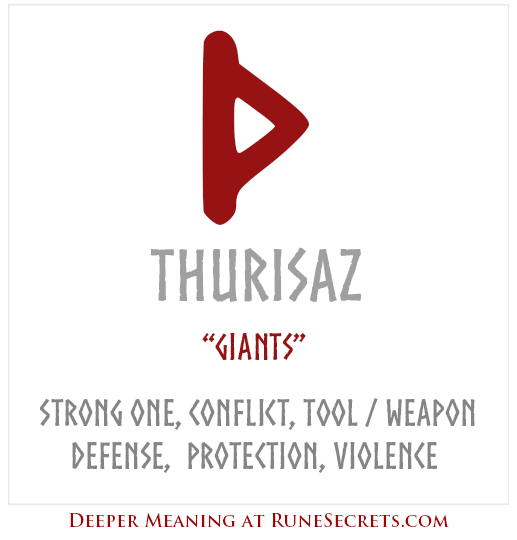 ᚦ
THURISAZ
“GIANTS”
STRONG ONE, CONFLICT, TOOL / WEAPON
DEFENSE, PROTECTION, VIOLENCE
DEEPER MEANING AT RUNESECRETS.COM